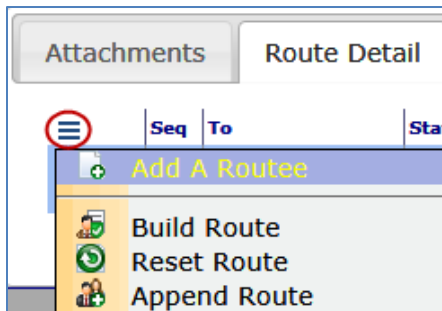 Attachments Route Detail
Seq To Sta
Add A Routee
Build Route
Reset Route
Append Route